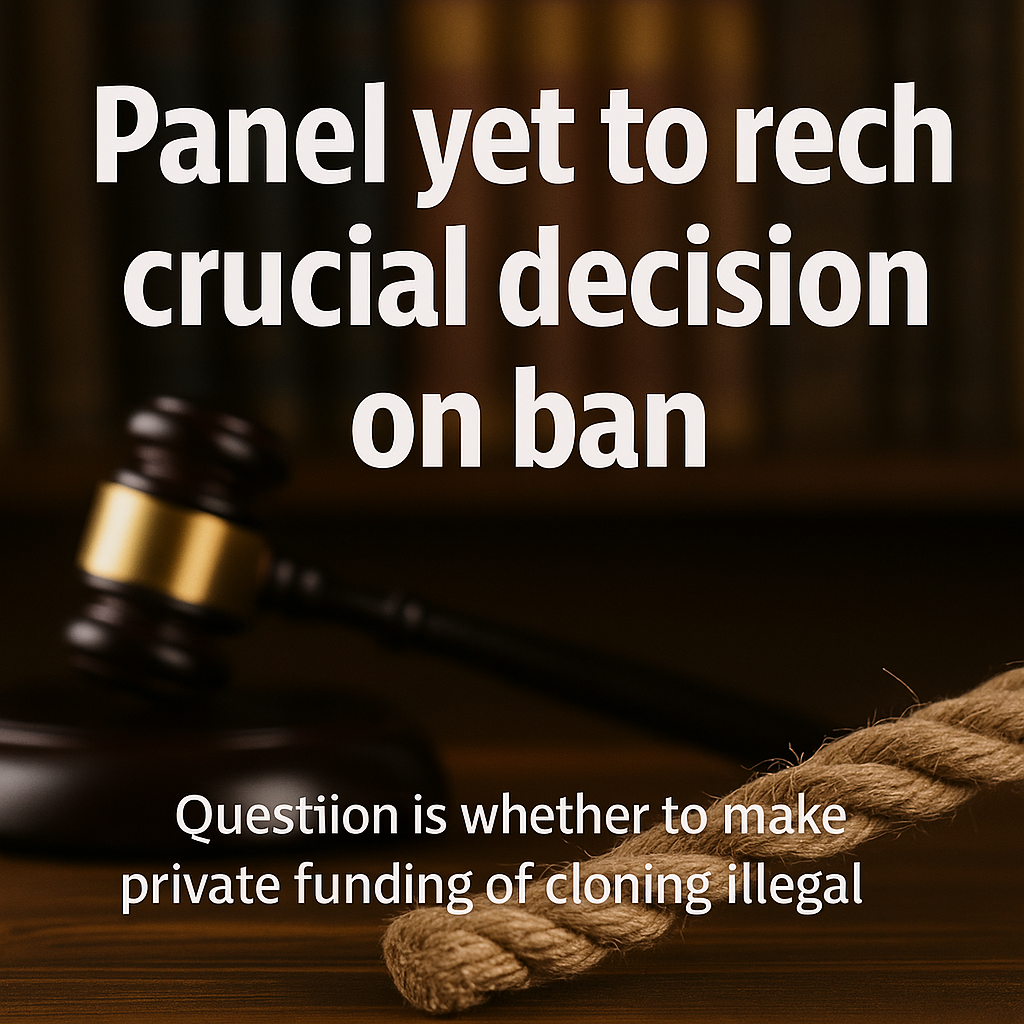 Panel yet to rech
crucial decision
on ban
Questiion is whether to make
private funding of cloning illegal